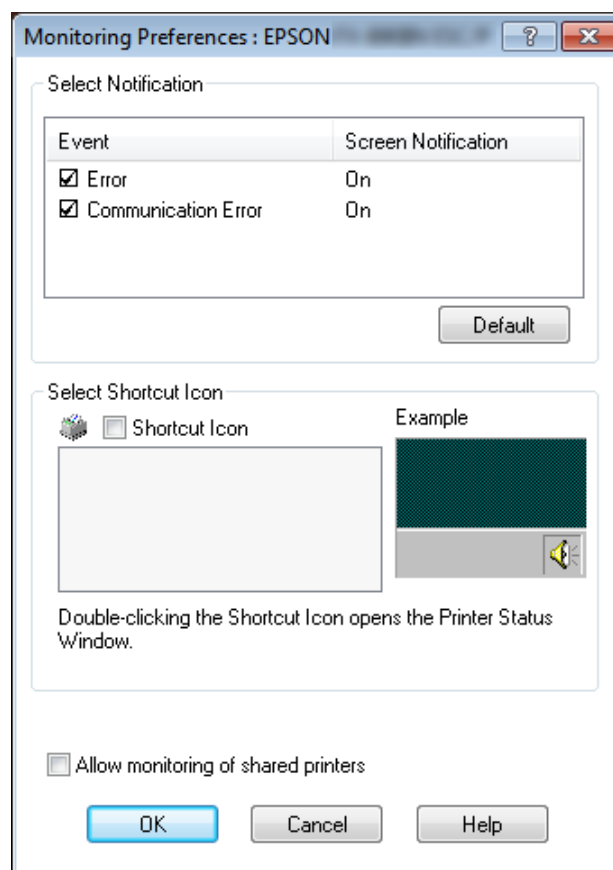 Monitoring Preferences : EPSON
Select Notification
Event Screen Notification
Error On
Communication Error On
Default
Select Shortcut Icon
Shortcut Icon
Example
Double-clicking the Shortcut Icon opens the Printer Status
Window.
Allow monitoring of shared printers
OK Cancel Help